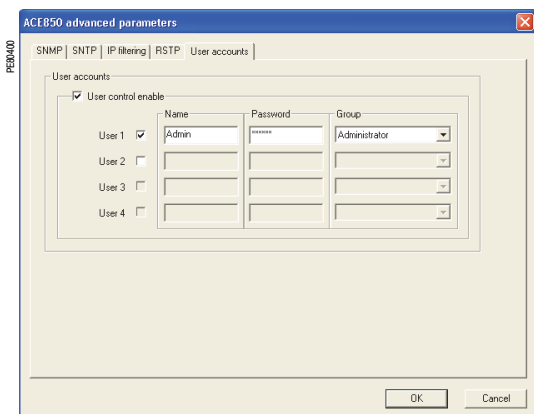 ACE850 advanced parameters
PE80400
SNMP SNTP IP filtering RSTP User accounts
User accounts
User control enable
Name Password Group
User 1 Admin ****** Administrator
User 2
User 3
User 4
OK Cancel